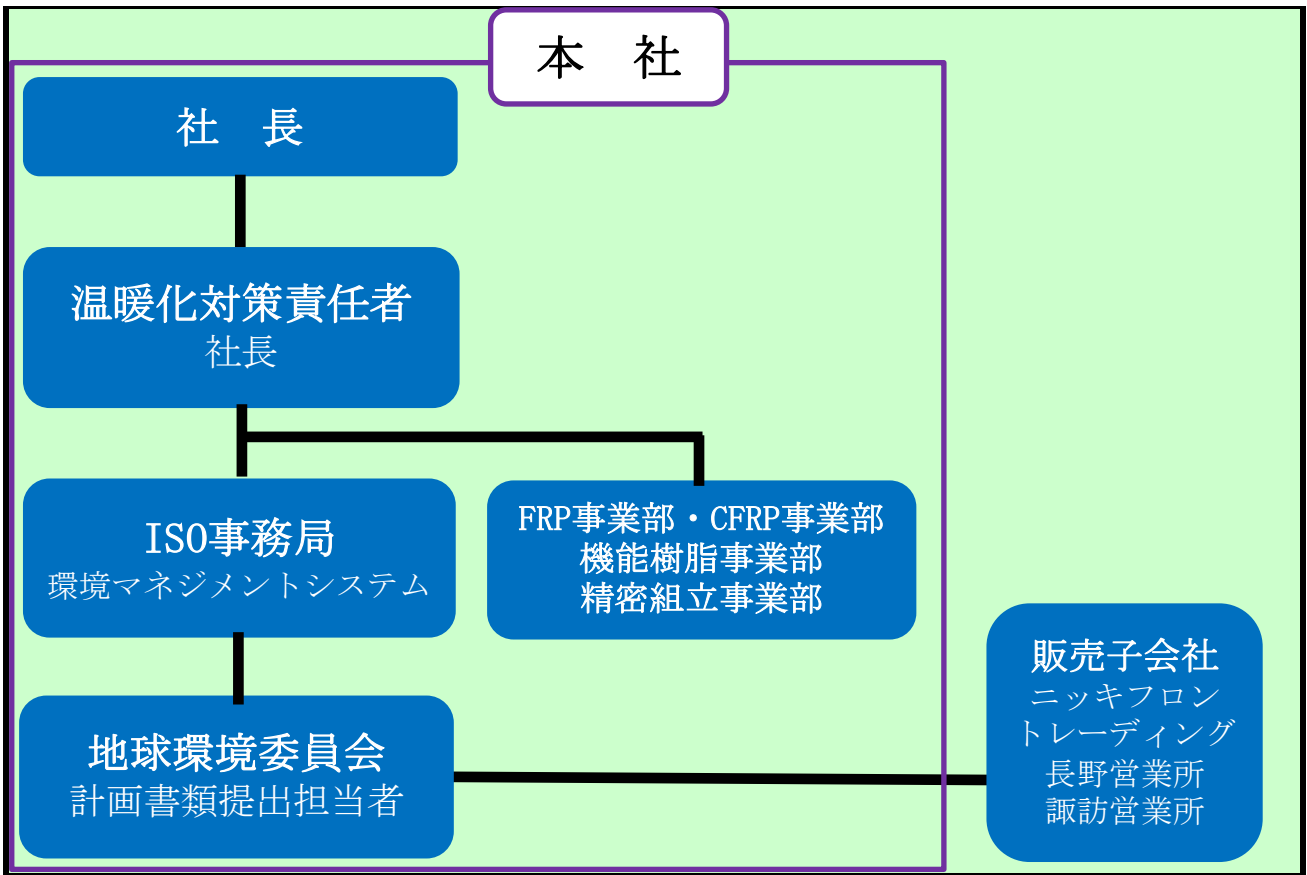 本　社
社　長
温暖化対策責任者
社長
ISO事務局
環境マネジメントシステム
FRP事業部・CFRP事業部
機能樹脂事業部
精密組立事業部
地球環境委員会
計画書類提出担当者
販売子会社
ニッキフロン
トレーディング
長野営業所
諏訪営業所